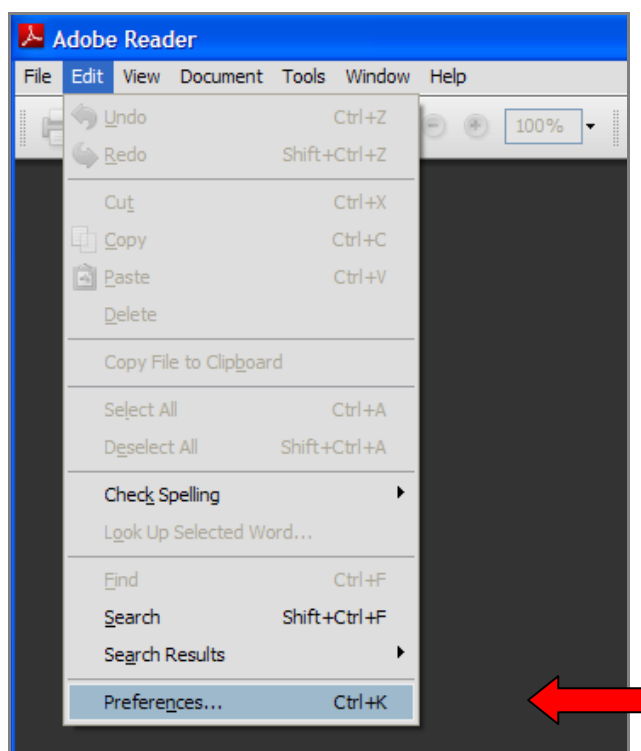 Adobe Reader
File Edit View Document Tools Window Help
100%
Undo Ctrl+Z
Redo Shift+Ctrl+Z
Cut Ctrl+X
Copy Ctrl+C
Paste Ctrl+V
Delete
Copy File to Clipboard
Select All Ctrl+A
Deselect All Shift+Ctrl+A
Check Spelling
Look Up Selected Word...
Find Ctrl+F
Search Shift+Ctrl+F
Search Results
Preferences... Ctrl+K